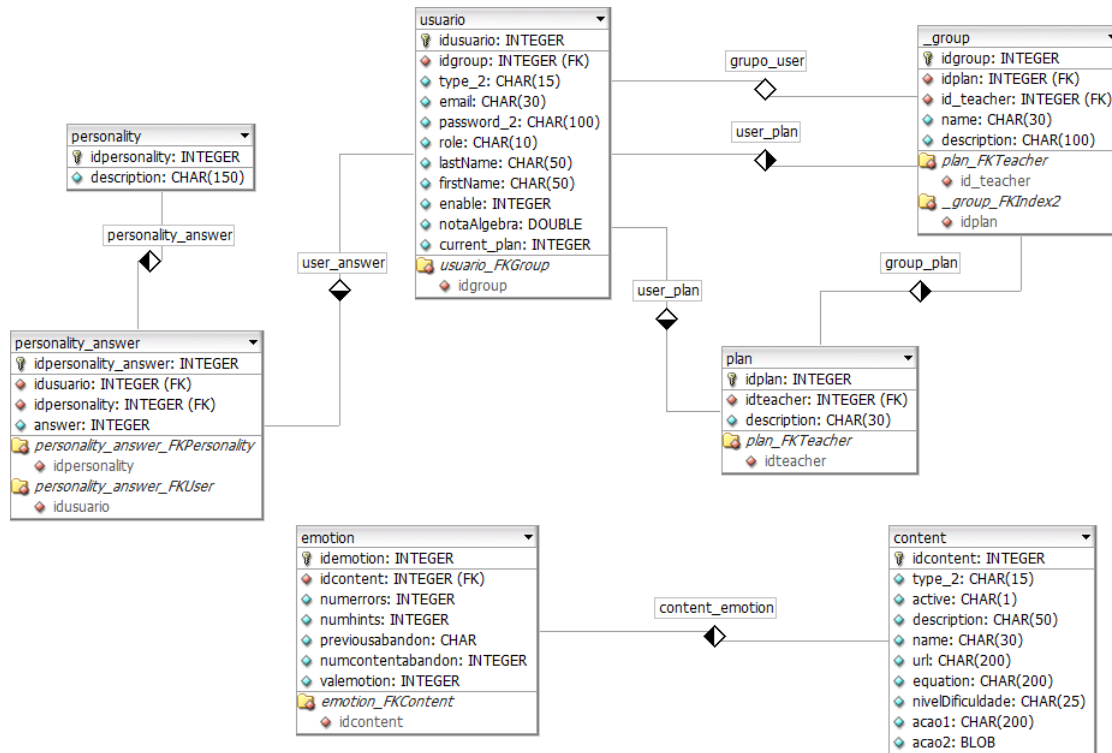 usuario
idusuario: INTEGER
idgroup: INTEGER (FK)
type_2: CHAR(15)
email: CHAR(30)
password_2: CHAR(100)
role: CHAR(10)
lastName: CHAR(50)
firstName: CHAR(50)
enable: INTEGER
notaAlgebra: DOUBLE
current_plan: INTEGER
usuario_FKGroup
idgroup
_group
idgroup: INTEGER
idplan: INTEGER (FK)
id_teacher: INTEGER (FK)
name: CHAR(30)
description: CHAR(100)
plan_FKTeacher
id_teacher
_group_FKIndex2
idplan
grupo_user
user_plan
personality
idpersonality: INTEGER
description: CHAR(150)
personality_answer
user_answer
user_plan
group_plan
personality_answer
idpersonality_answer: INTEGER
idusuario: INTEGER (FK)
idpersonality: INTEGER (FK)
answer: INTEGER
personality_answer_FKPersonality
idpersonality
personality_answer_FKUser
idusuario
plan
idplan: INTEGER
idteacher: INTEGER (FK)
description: CHAR(30)
plan_FKTeacher
idteacher
emotion
idemotion: INTEGER
idcontent: INTEGER (FK)
numerrors: INTEGER
numhints: INTEGER
previousabandon: CHAR
numcontentabandon: INTEGER
valemotion: INTEGER
emotion_FKContent
idcontent
content_emotion
content
idcontent: INTEGER
type_2: CHAR(15)
active: CHAR(1)
description: CHAR(50)
name: CHAR(30)
url: CHAR(200)
equation: CHAR(200)
nivelDificuldade: CHAR(25)
acao1: CHAR(200)
acao2: BLOB